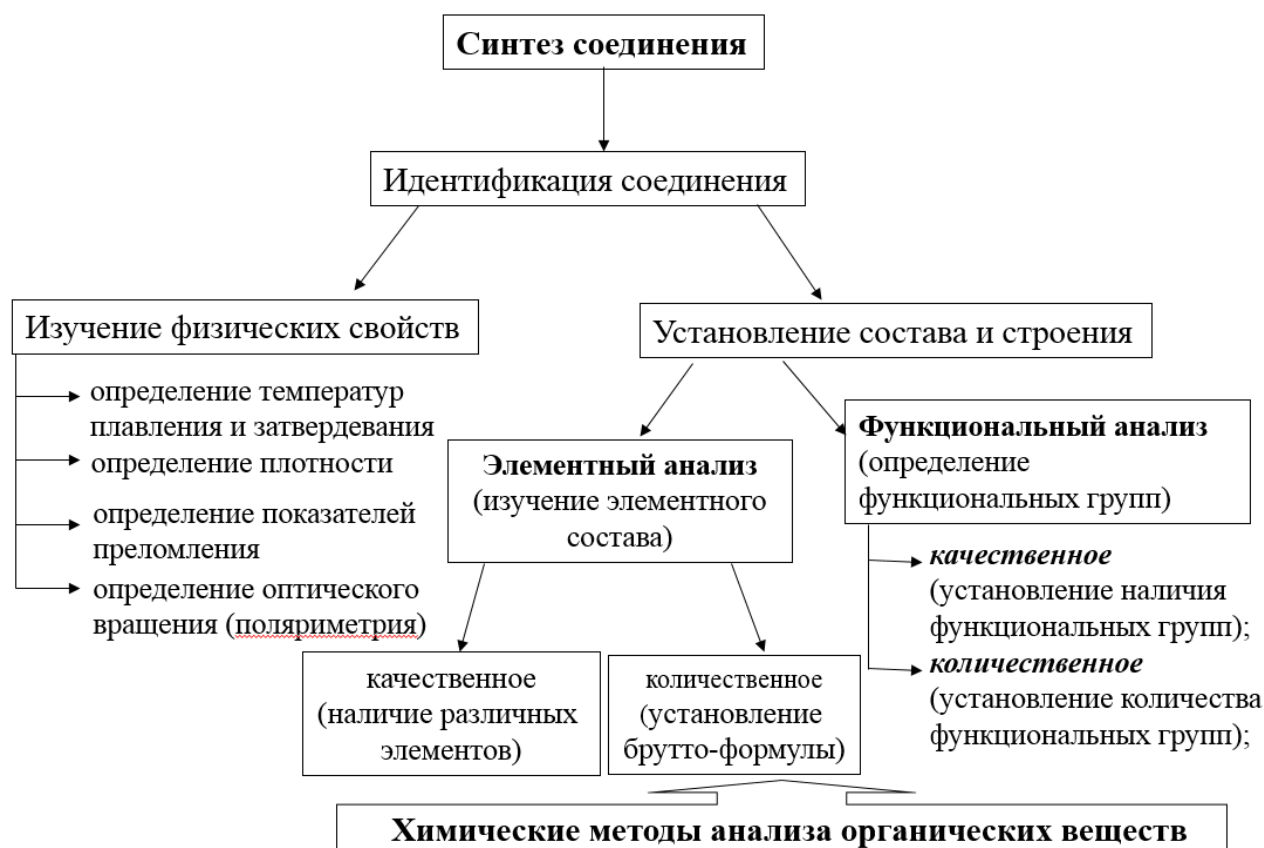 Синтез соединения
Идентификация соединения
Изучение физических свойств
определение температур
плавления и затвердевания
определение плотности
определение показателей
преломления
определение оптического
вращения (поляриметрия)
Установление состава и строения
Элементный анализ
(изучение элементного
состава)
качественное
(наличие различных
элементов)
количественное
(установление
брутто-формулы)
Функциональный анализ
(определение
функциональных групп)
качественное
(установление наличия
функциональных групп);
количественное
(установление количества
функциональных групп);
Химические методы анализа органических веществ